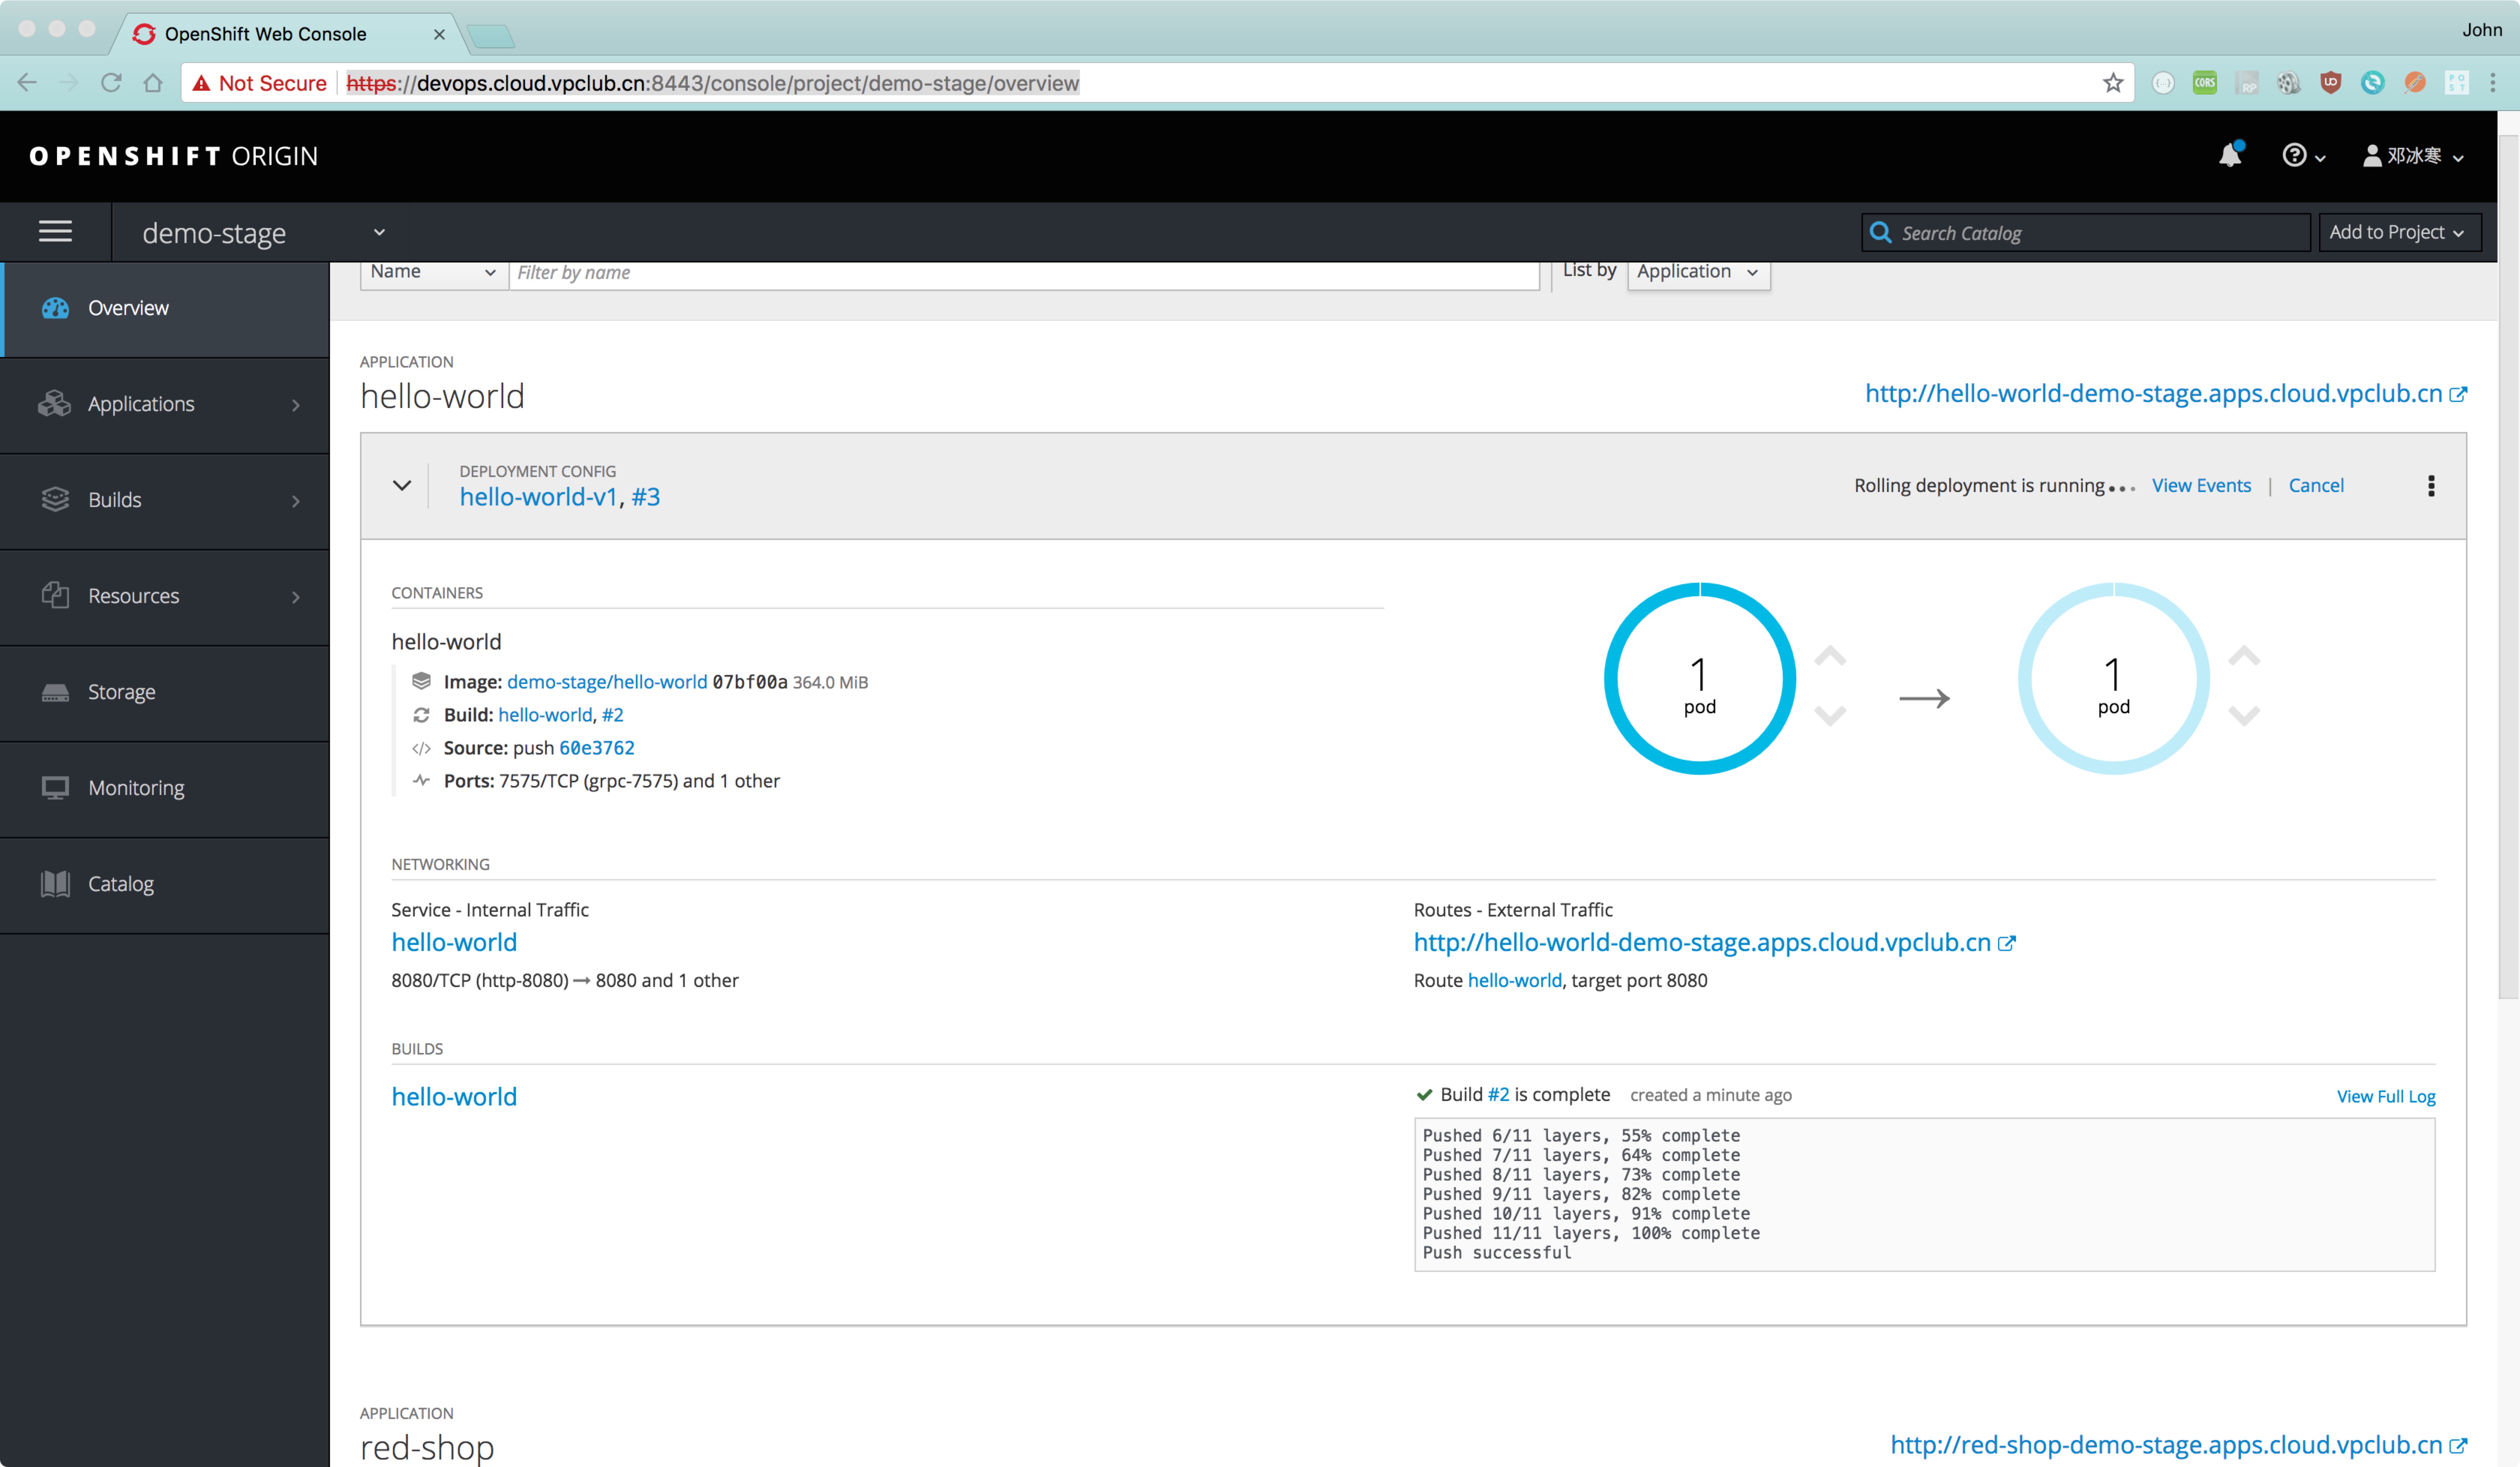 OpenShift Web Console
John
Not Secure https://devops.cloud.vpclub.cn:8443/console/project/demo-stage/overview
CORS
RP
OPENSHIFT ORIGIN
邓冰寒
demo-stage
Search Catalog
Add to Project
Name
Filter by name
List by
Application
Overview
Applications
Builds
Resources
Storage
Monitoring
Catalog
APPLICATION
hello-world
http://hello-world-demo-stage.apps.cloud.vpclub.cn
DEPLOYMENT CONFIG
hello-world-v1, #3
Rolling deployment is running... View Events | Cancel
CONTAINERS
hello-world
Image: demo-stage/hello-world 07bf00a 364.0 MiB
Build: hello-world, #2
Source: push 60e3762
Ports: 7575/TCP (grpc-7575) and 1 other
1
pod
→
1
pod
NETWORKING
Service - Internal Traffic
hello-world
8080/TCP (http-8080) → 8080 and 1 other
Routes - External Traffic
http://hello-world-demo-stage.apps.cloud.vpclub.cn
Route hello-world, target port 8080
BUILDS
hello-world
Build #2 is complete created a minute ago
View Full Log
Pushed 6/11 layers, 55% complete
Pushed 7/11 layers, 64% complete
Pushed 8/11 layers, 73% complete
Pushed 9/11 layers, 82% complete
Pushed 10/11 layers, 91% complete
Pushed 11/11 layers, 100% complete
Push successful
APPLICATION
red-shop
http://red-shop-demo-stage.apps.cloud.vpclub.cn